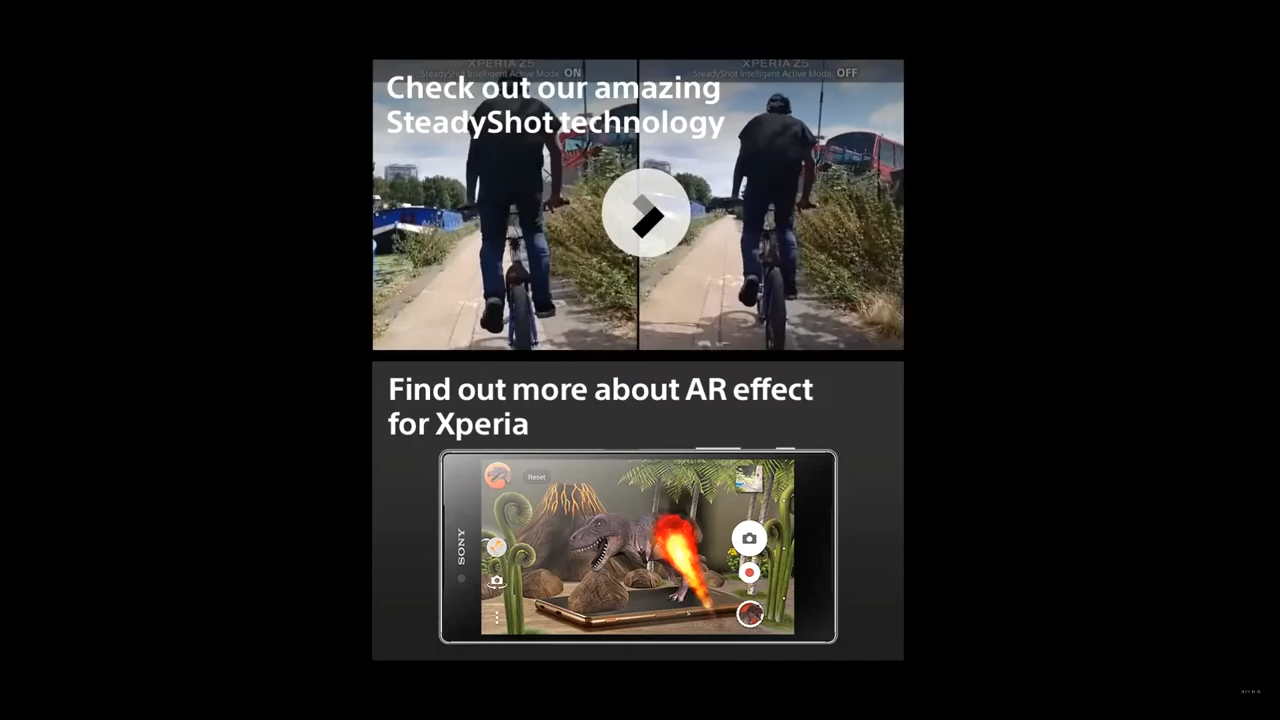 XPERIA Z5
SteadyShot Intelligent Active Mode. ON
XPERIA Z5
SteadyShot Intelligent Active Mode. OFF
Check out our amazing
SteadyShot technology
Find out more about AR effect
for Xperia
Reset
SONY